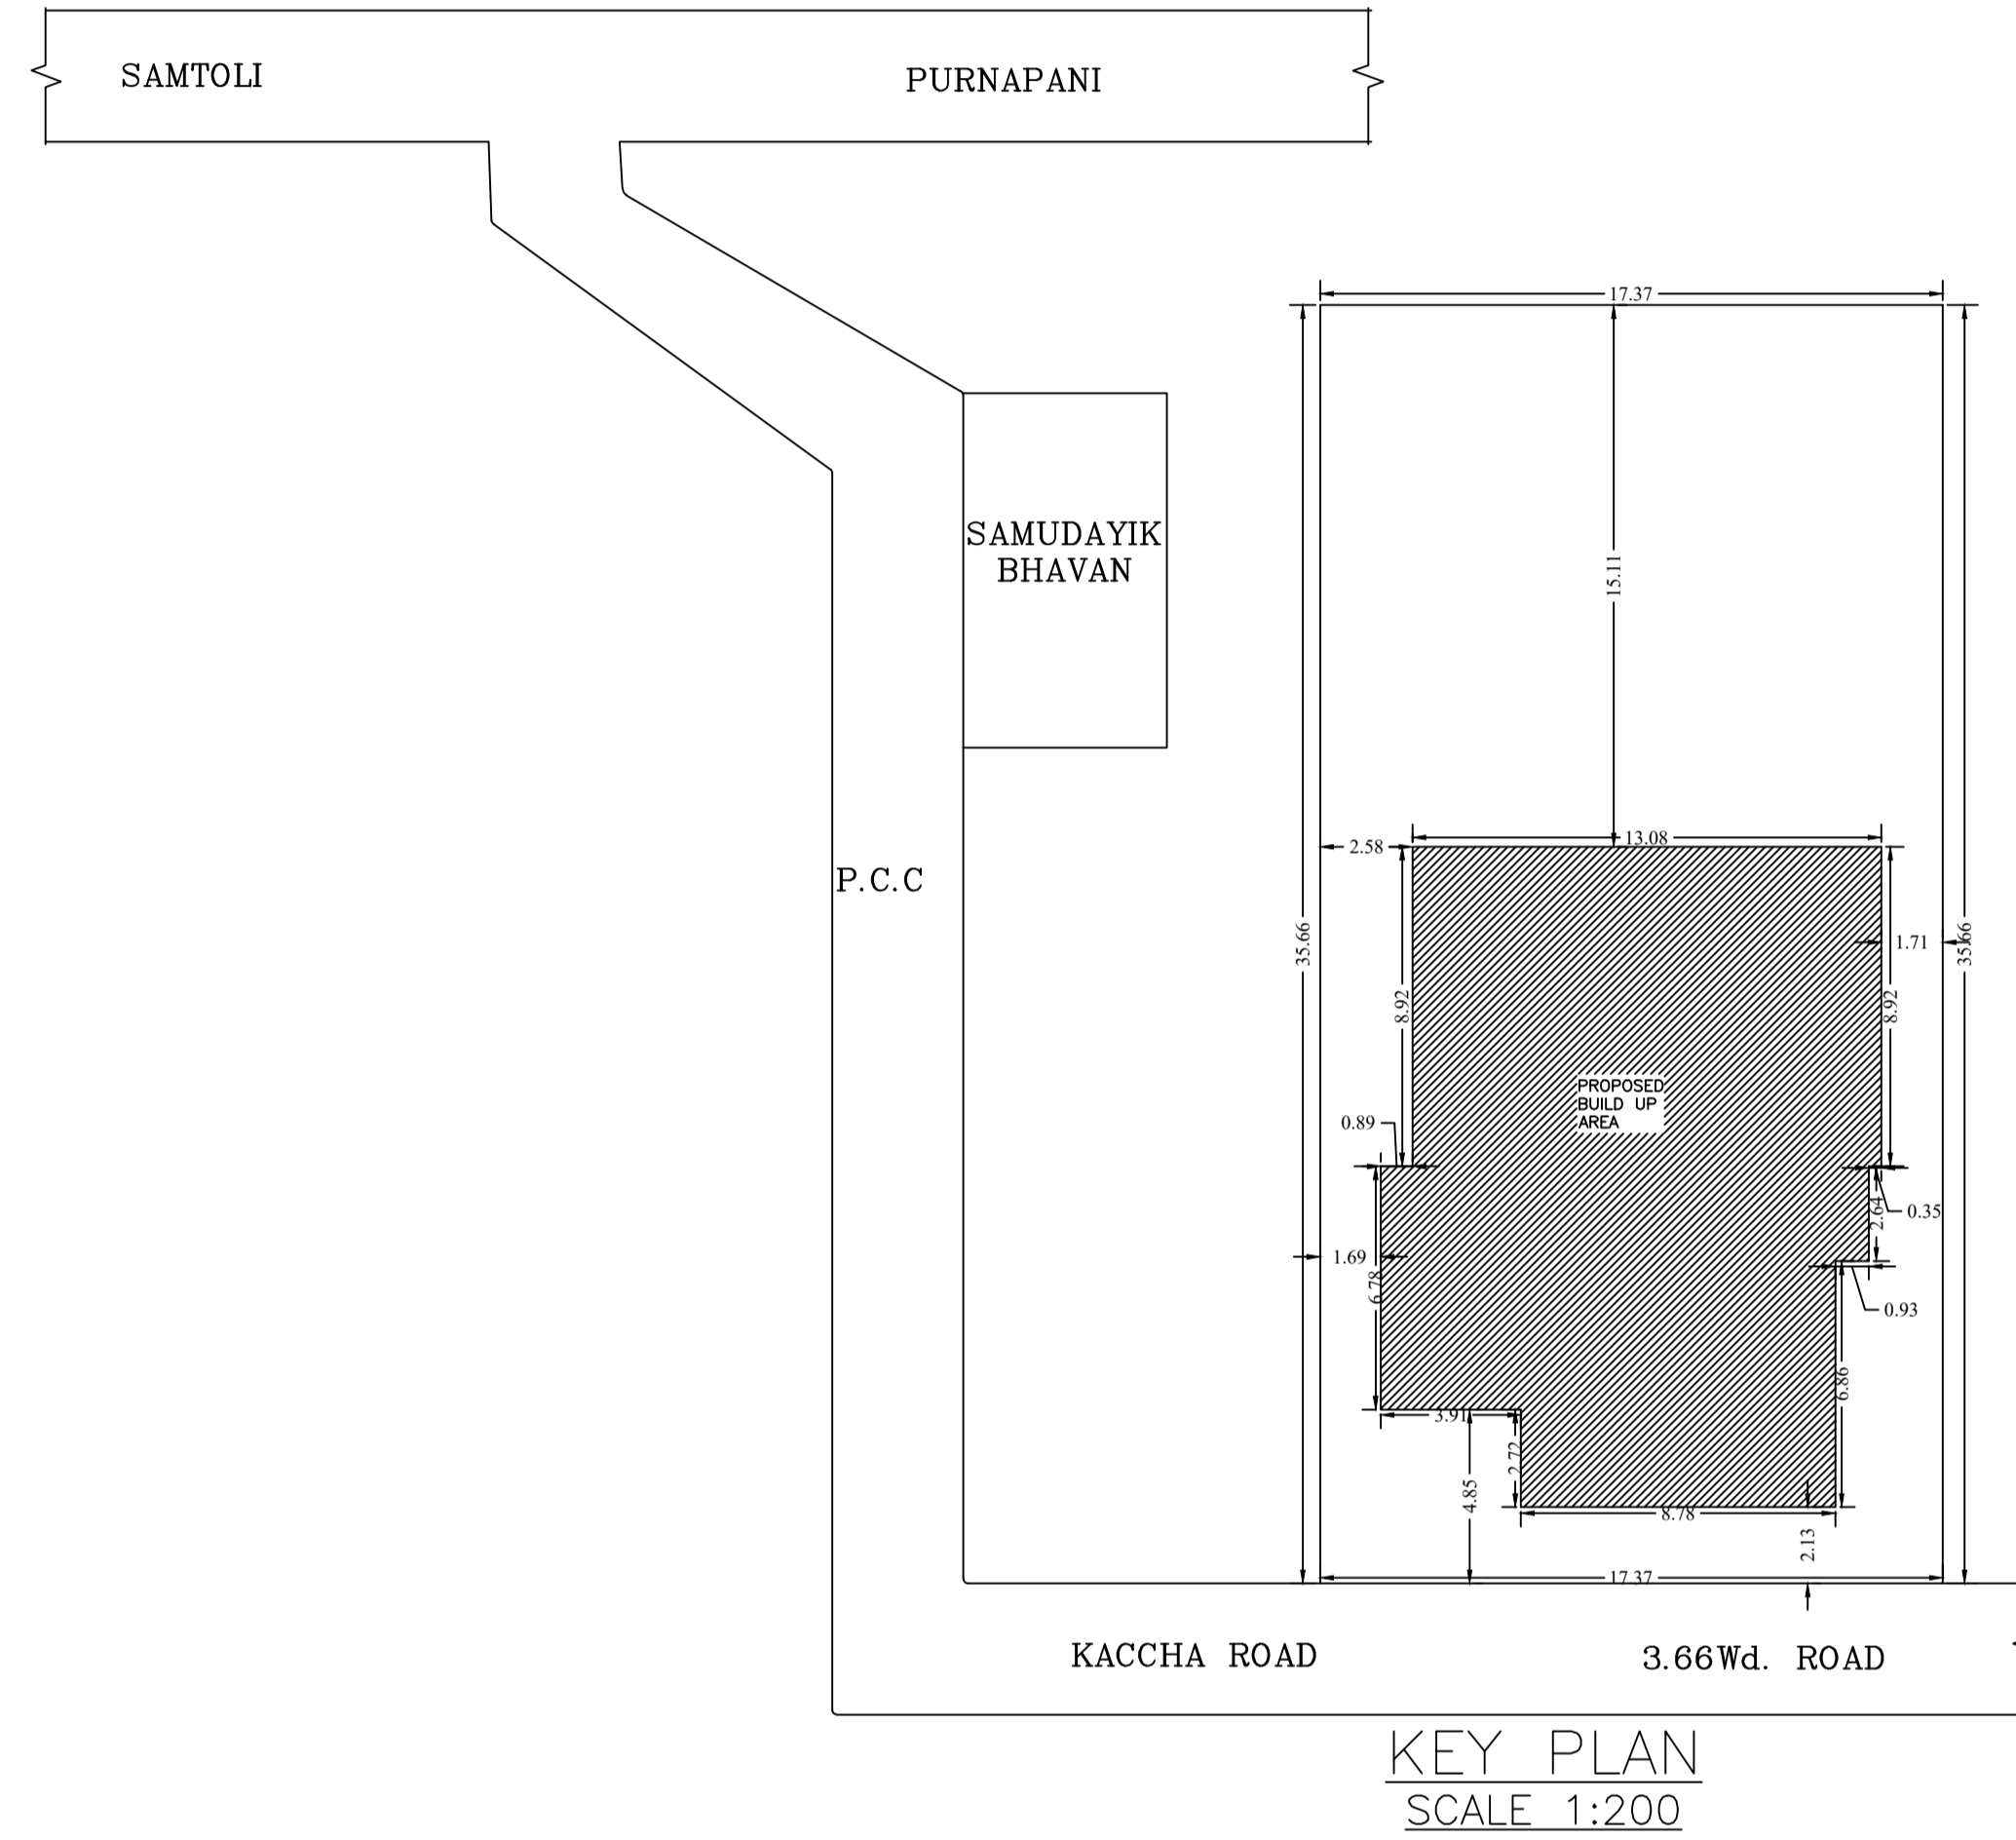 SAMTOLI
PURNAPANI
17.37
SAMUDAYIK
BHAVAN
15.11
13.08
2.58
P.C.C
35.66
35.66
1.71
8.92
8.92
PROPOSED
BUILD UP
AREA
0.89
2.64
0.35
1.69
6.78
0.93
6.86
3.91
2.72
4.85
8.78
2.13
17.37
KACCHA ROAD
3.66Wd. ROAD
KEY PLAN
SCALE 1:200